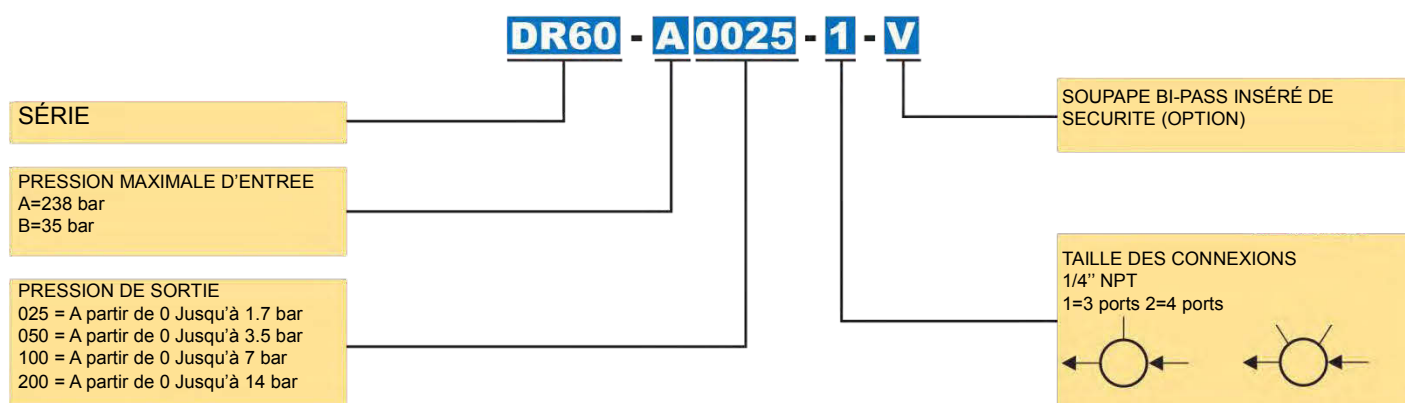 DR60 - A 0025 - 1 - V
SÉRIE
PRESSION MAXIMALE D'ENTREE
A=238 bar
B=35 bar
PRESSION DE SORTIE
025 = A partir de 0 Jusqu'à 1.7 bar
050 = A partir de 0 Jusqu'à 3.5 bar
100 = A partir de 0 Jusqu'à 7 bar
200 = A partir de 0 Jusqu'à 14 bar
SOUPAPE BI-PASS INSÉRÉ DE
SECURITE (OPTION)
TAILLE DES CONNEXIONS
1/4’’ NPT
1=3 ports 2=4 ports